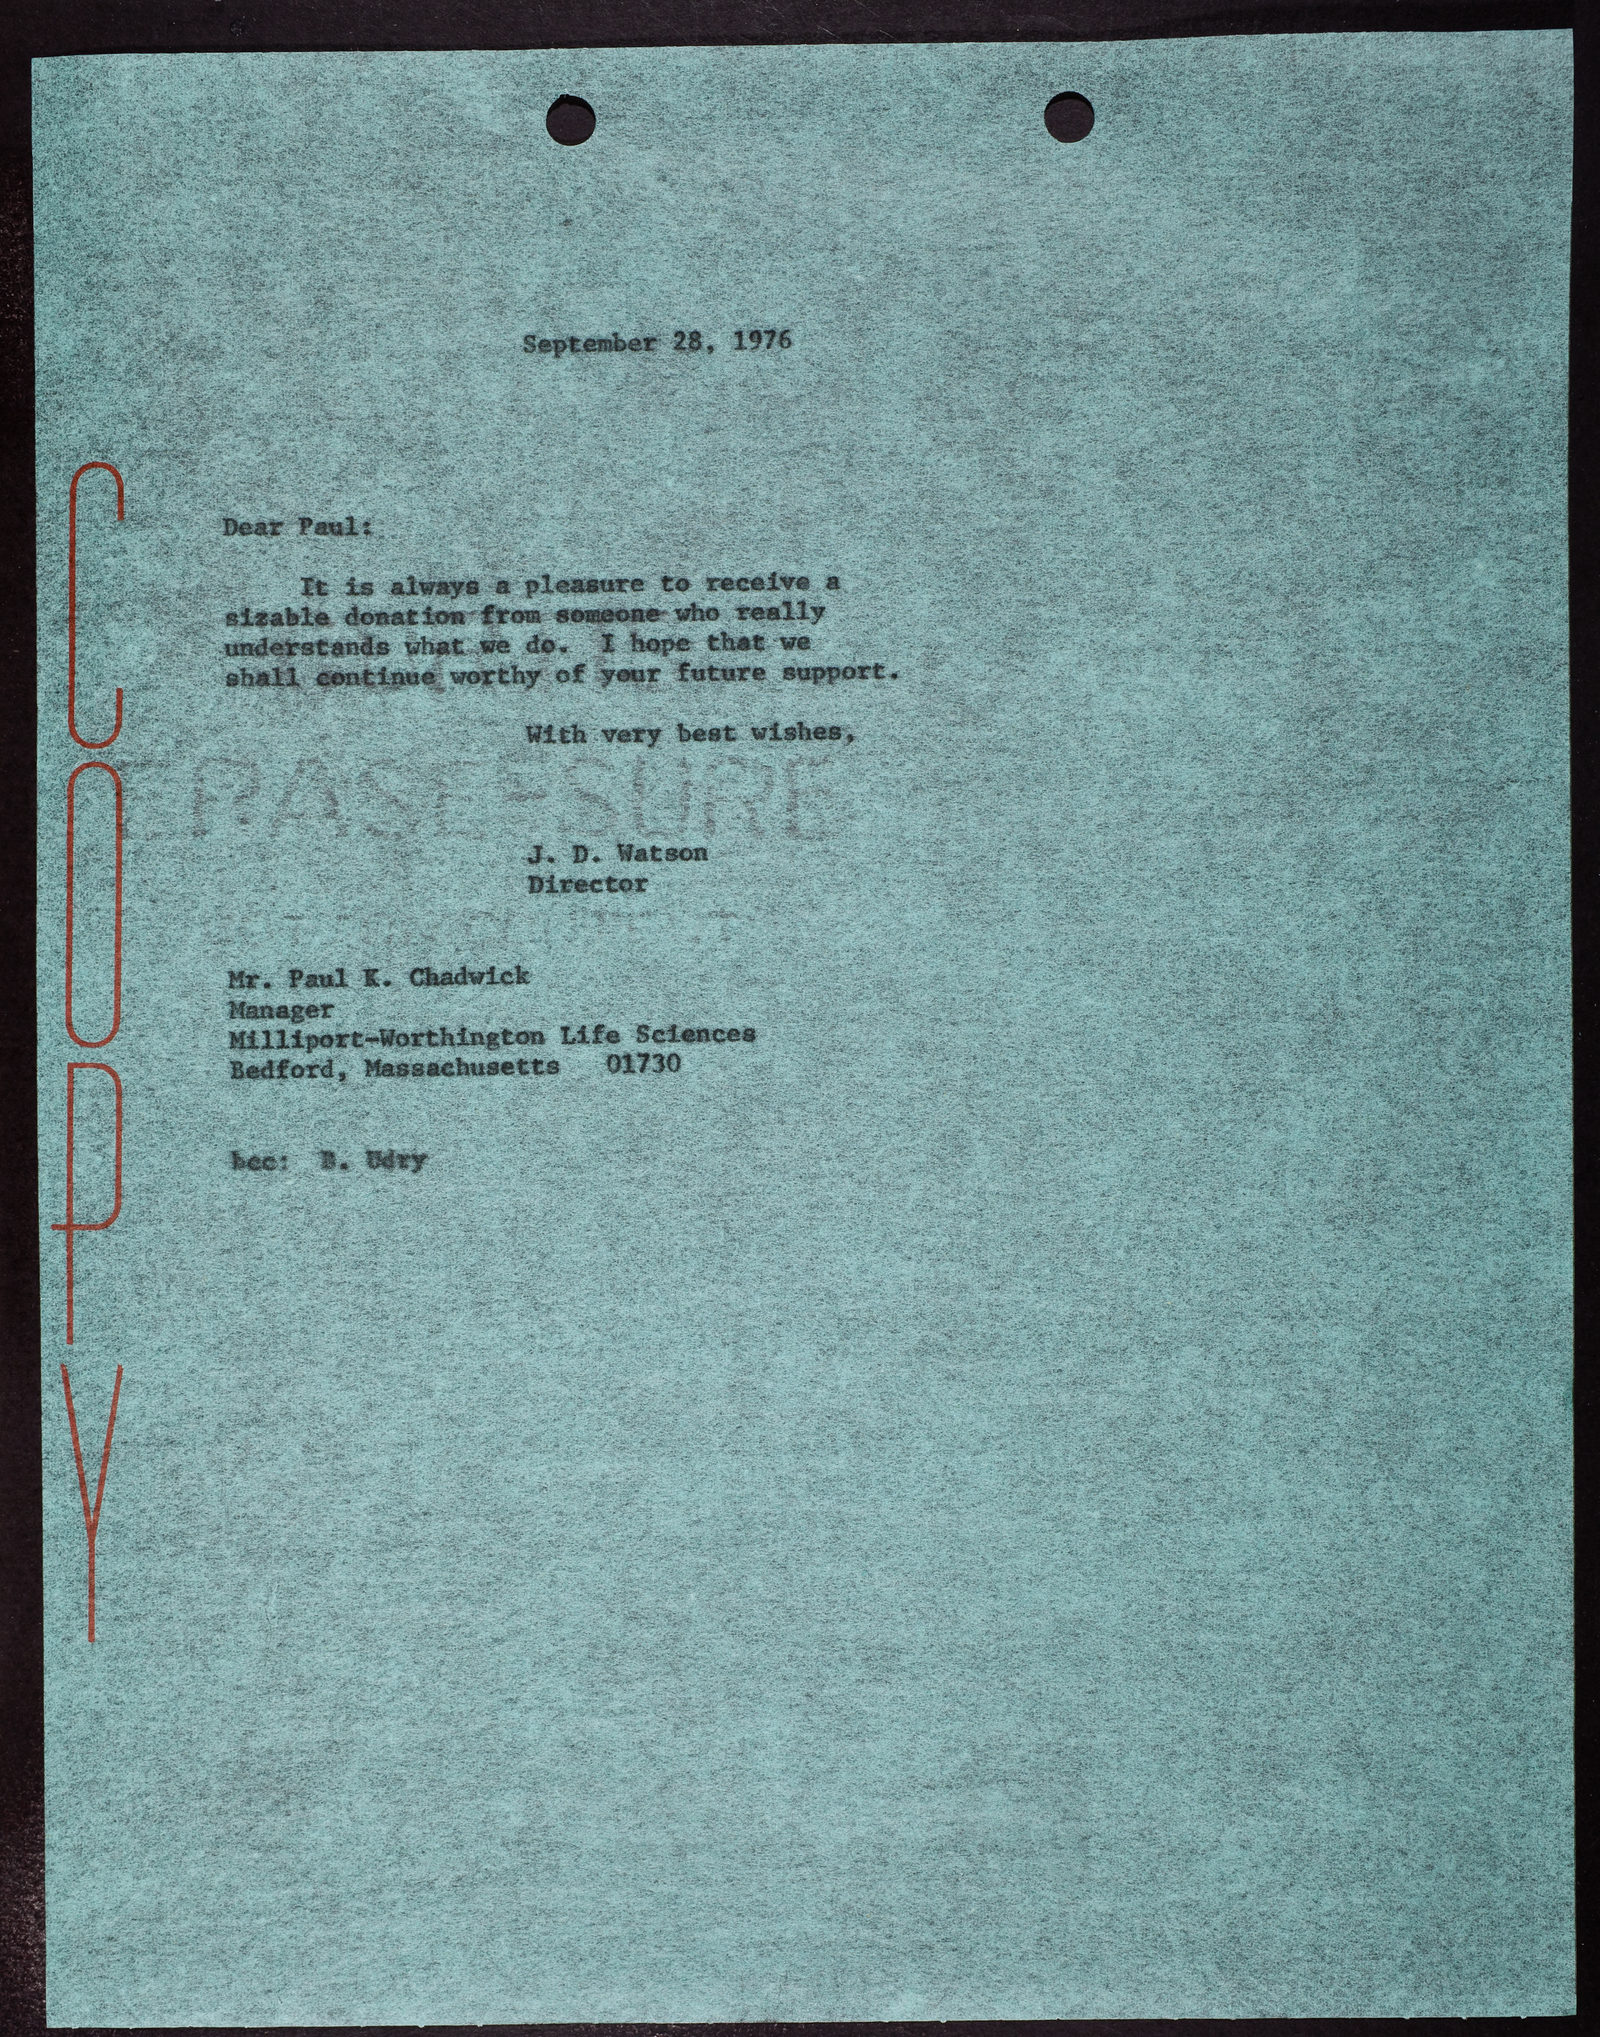 September 28, 1976
COPY
Dear Paul:
It is always a pleasure to receive a
sizable donation from someone who really
understands what we do. I hope that we
shall continue worthy of your future support.
With very best wishes,
ERASE-SURE
J. D. Watson
Director
Mr. Paul K. Chadwick
Manager
Milliport-Worthington Life Sciences
Bedford, Massachusetts 01730
bcc: B. Udry